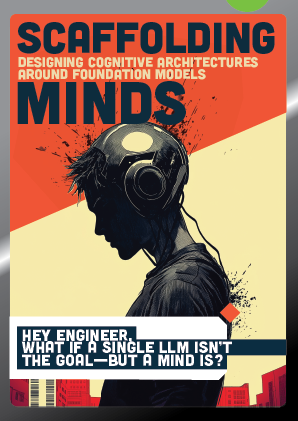 SCAFFOLDING
DESIGNING COGNITIVE ARCHITECTURES
AROUND FOUNDATION MODELS
MINDS
HEY ENGINEER,
WHAT IF A SINGLE LLM ISN'T
THE GOAL—BUT A MIND IS?